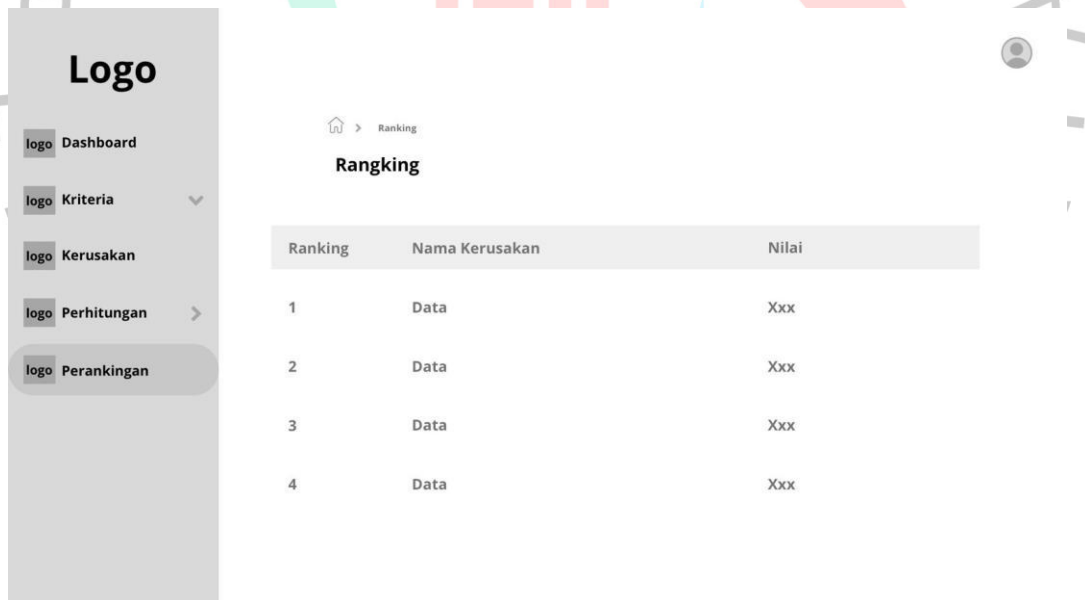 Logo
logo Dashboard
logo Kriteria
logo Kerusakan
logo Perhitungan
logo Perankingan
Ranking
Rangking
Ranking Nama Kerusakan Nilai
1 Data Xxx
2 Data Xxx
3 Data Xxx
4 Data Xxx